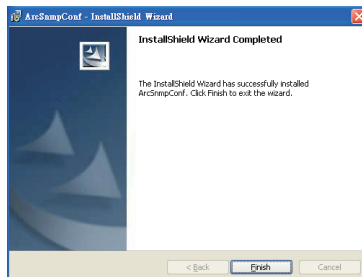 ArcSnmpConf - InstallShield Wizard
InstallShield Wizard Completed
The InstallShield Wizard has successfully installed
ArcSnmpConf. Click Finish to exit the wizard.
< Back
Finish
Cancel